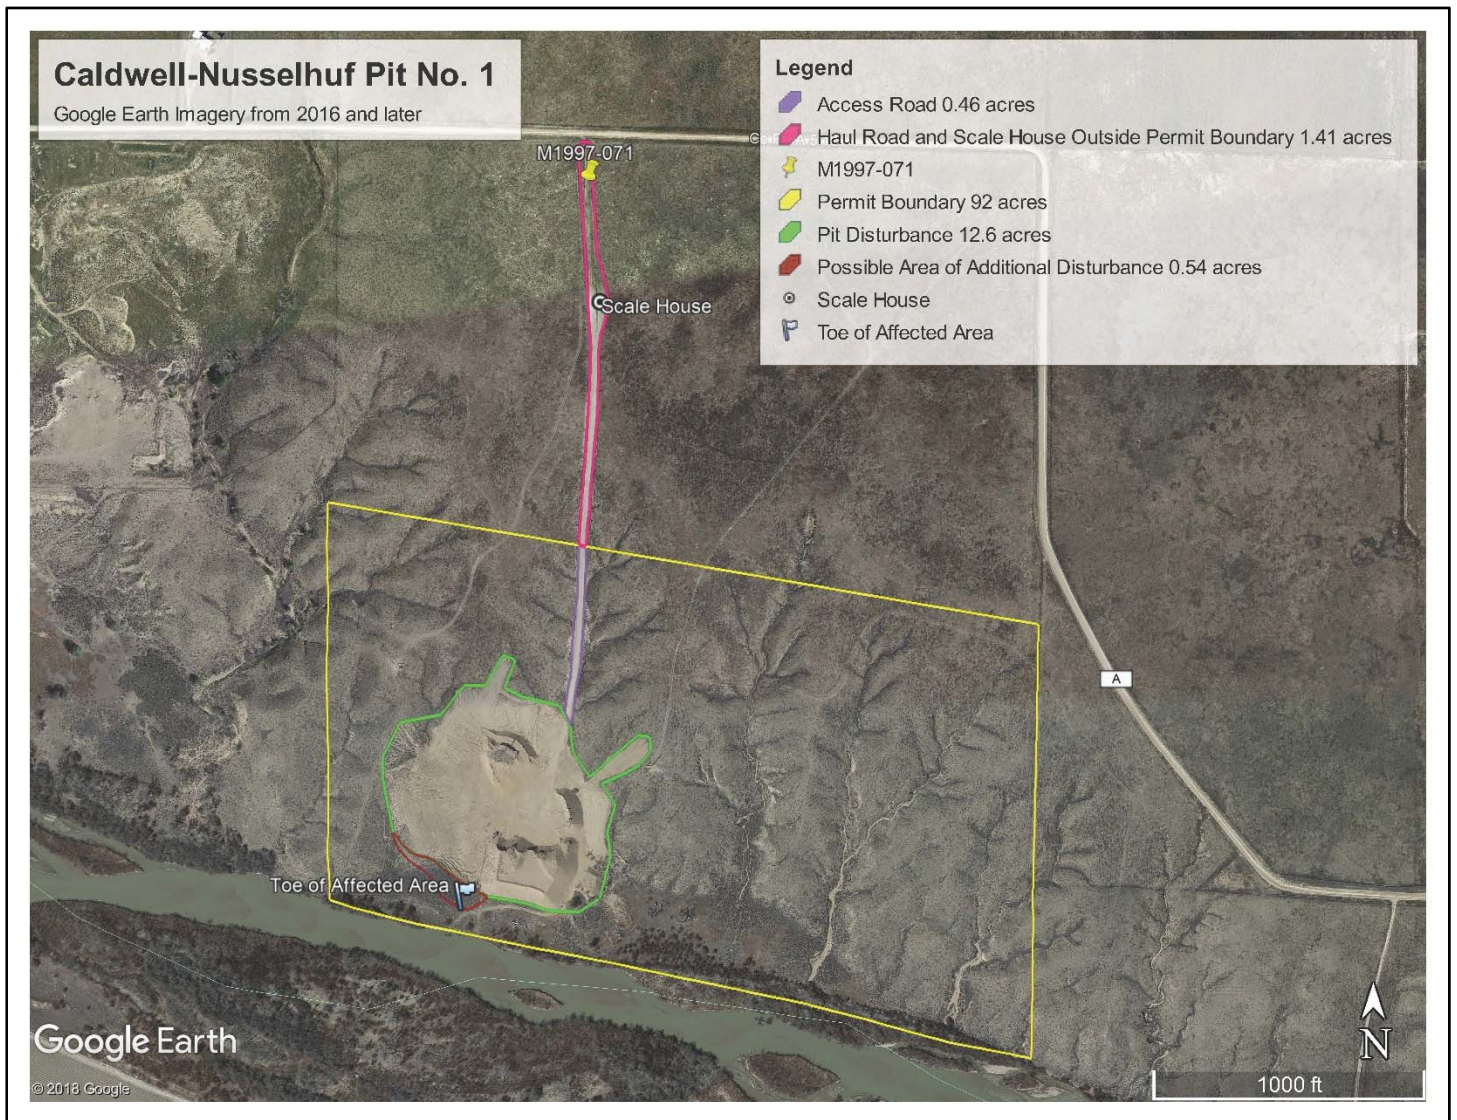 Caldwell-Nusselhuf Pit No. 1
Google Earth Imagery from 2016 and later
Legend
Access Road 0.46 acres
Haul Road and Scale House Outside Permit Boundary 1.41 acres
M1997-071
Permit Boundary 92 acres
Pit Disturbance 12.6 acres
Possible Area of Additional Disturbance 0.54 acres
Scale House
Toe of Affected Area
M1997-071
Scale House
A
Toe of Affected Area
Google Earth
© 2018 Google
N
1000 ft